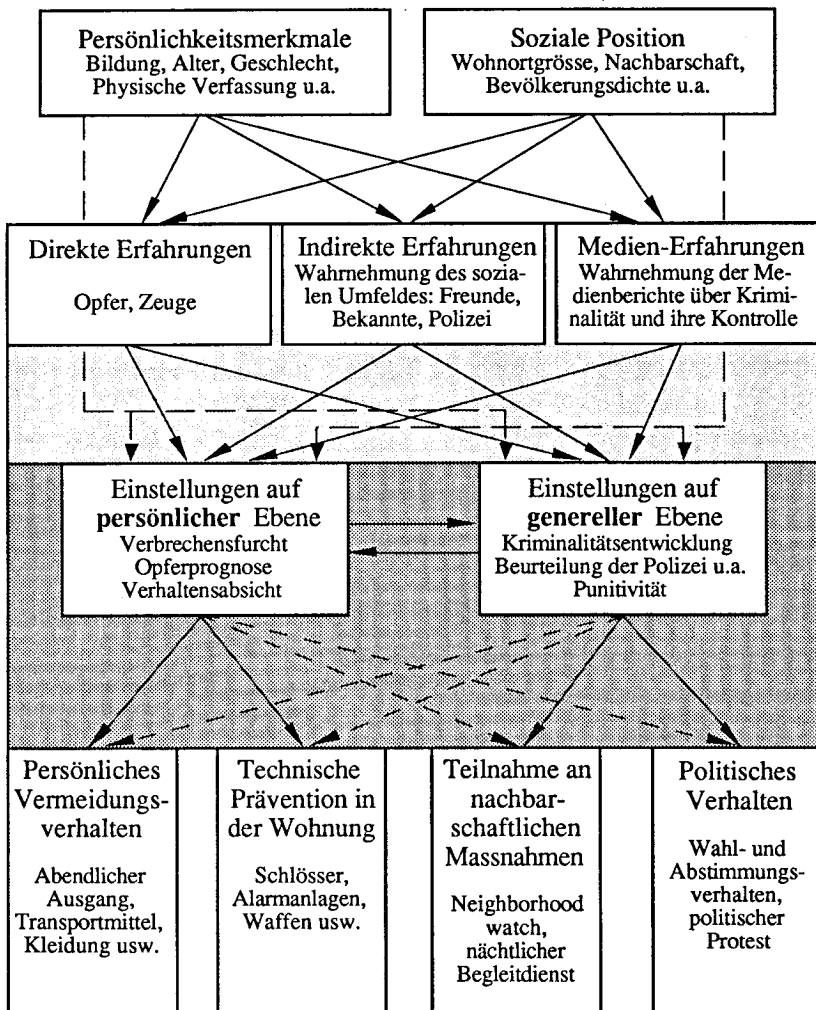 Persönlichkeitsmerkmale
Bildung, Alter, Geschlecht,
Physische Verfassung u.a.
Soziale Position
Wohnortgrösse, Nachbarschaft,
Bevölkerungsdichte u.a.
Direkte Erfahrungen
Opfer, Zeuge
Indirekte Erfahrungen
Wahrnehmung des sozia-
len Umfeldes: Freunde,
Bekannte, Polizei
Medien-Erfahrungen
Wahrnehmung der Me-
dienberichte über Krimi-
nalität und ihre Kontrolle
Einstellungen auf
persönlicher Ebene
Verbrechensfurcht
Opferprognose
Verhaltensabsicht
Einstellungen auf
genereller Ebene
Kriminalitätsentwicklung
Beurteilung der Polizei u.a.
Punitivität
Persönliches
Vermeidungs-
verhalten
Abendlicher
Ausgang,
Transportmittel,
Kleidung usw.
Technische
Prävention in
der Wohnung
Schlösser,
Alarmanlagen,
Waffen usw.
Teilnahme an
nachbar-
schaftlichen
Massnahmen
Neighborhood
watch,
nächtlicher
Begleitdienst
Politisches
Verhalten
Wahl- und
Abstimmungs-
verhalten,
politischer
Protest